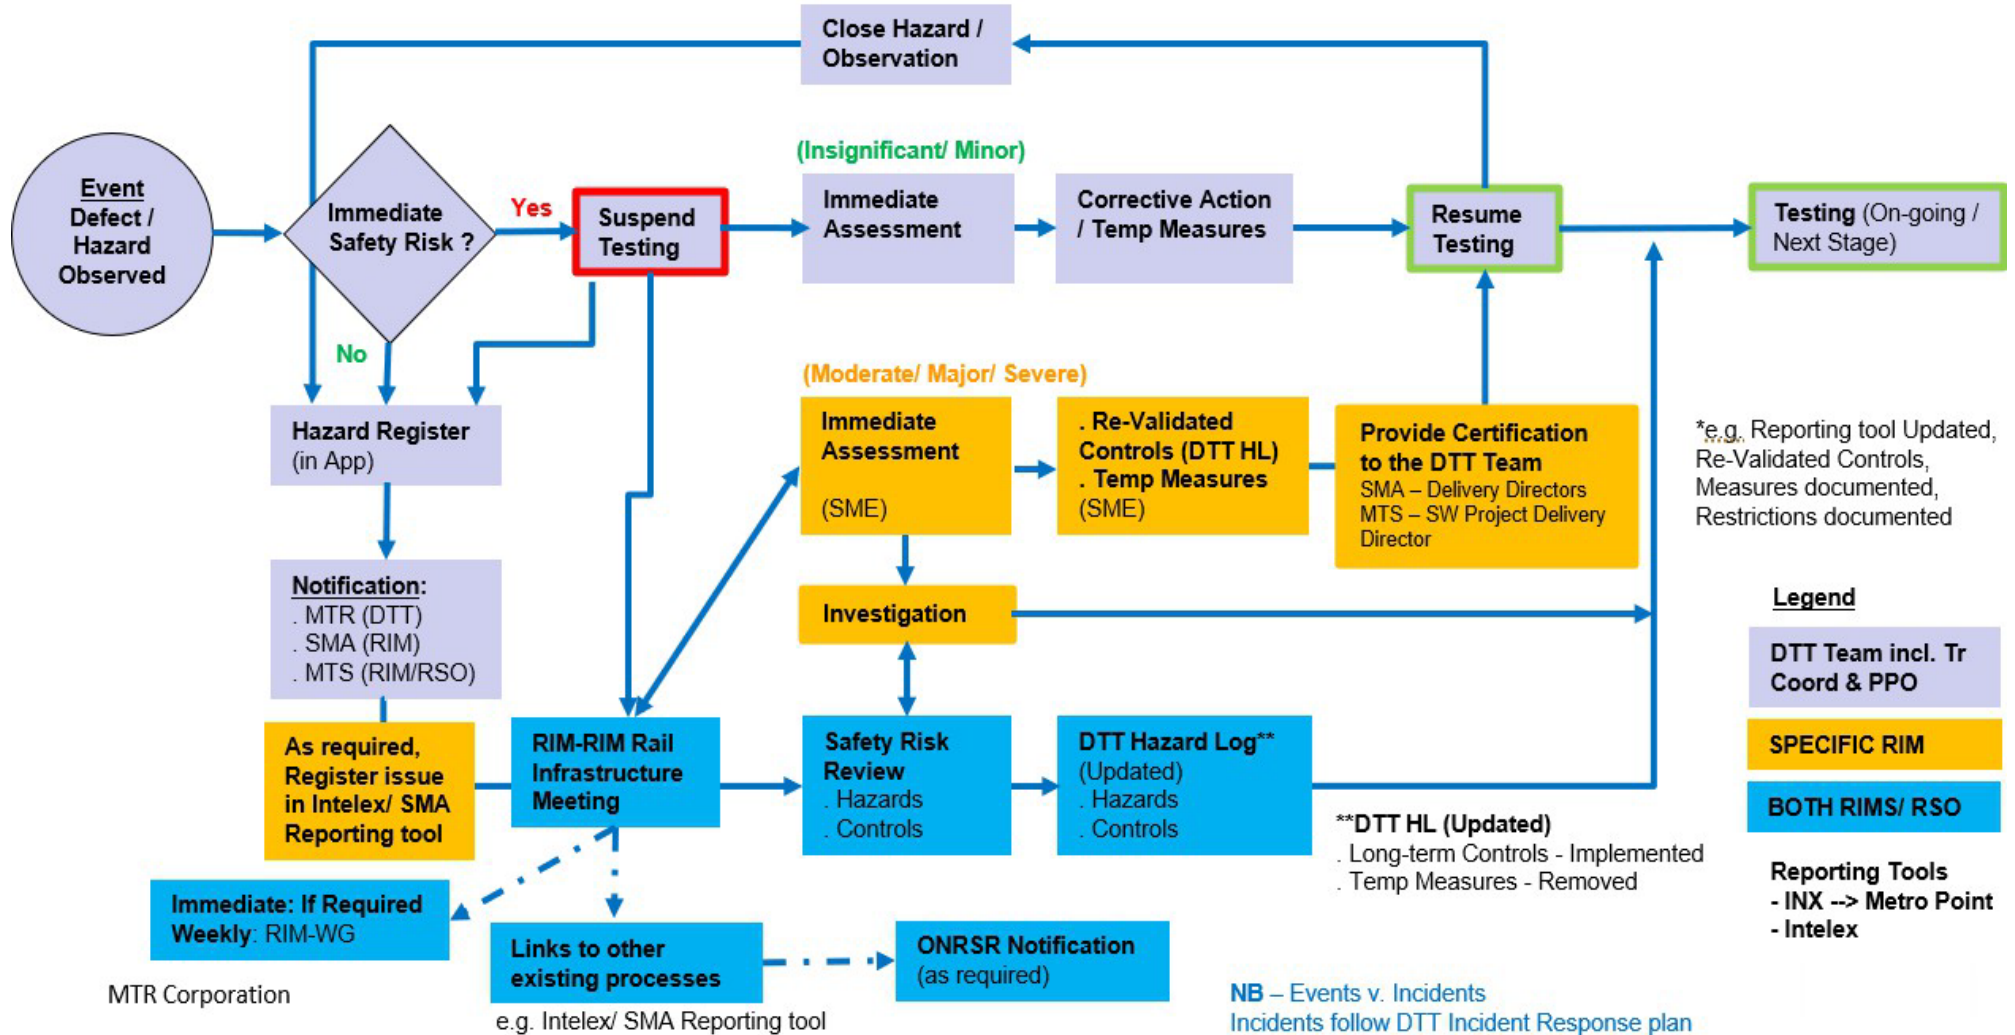 Close Hazard /
Observation
(Insignificant/ Minor)
Event
Defect /
Hazard
Observed
Immediate
Safety Risk ?
Yes
No
Suspend
Testing
Immediate
Assessment
Corrective Action
/ Temp Measures
Resume
Testing
Testing (On-going /
Next Stage)
(Moderate/ Major/ Severe)
Hazard Register
(in App)
Immediate
Assessment
(SME)
. Re-Validated
Controls (DTT HL)
. Temp Measures
(SME)
Provide Certification
to the DTT Team
SMA – Delivery Directors
MTS – SW Project Delivery
Director
*e.g. Reporting tool Updated,
Re-Validated Controls,
Measures documented,
Restrictions documented
Notification:
. MTR (DTT)
. SMA (RIM)
. MTS (RIM/RSO)
Investigation
Legend
DTT Team incl. Tr
Coord & PPO
SPECIFIC RIM
BOTH RIMS/ RSO
Reporting Tools
- INX --> Metro Point
- Intelex
As required,
Register issue
in Intelex/ SMA
Reporting tool
RIM-RIM Rail
Infrastructure
Meeting
Safety Risk
Review
. Hazards
. Controls
DTT Hazard Log**
(Updated)
. Hazards
. Controls
**DTT HL (Updated)
. Long-term Controls - Implemented
. Temp Measures - Removed
Immediate: If Required
Weekly: RIM-WG
Links to other
existing processes
ONRSR Notification
(as required)
MTR Corporation
e.g. Intelex/ SMA Reporting tool
NB – Events v. Incidents
Incidents follow DTT Incident Response plan